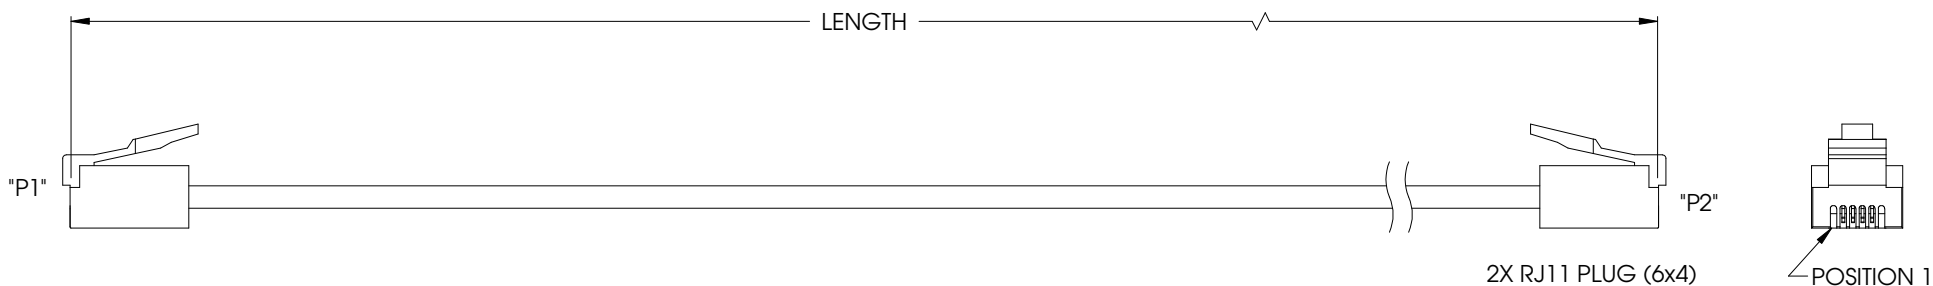 LENGTH
"P1"
"P2"
2X RJ11 PLUG (6x4)
POSITION 1